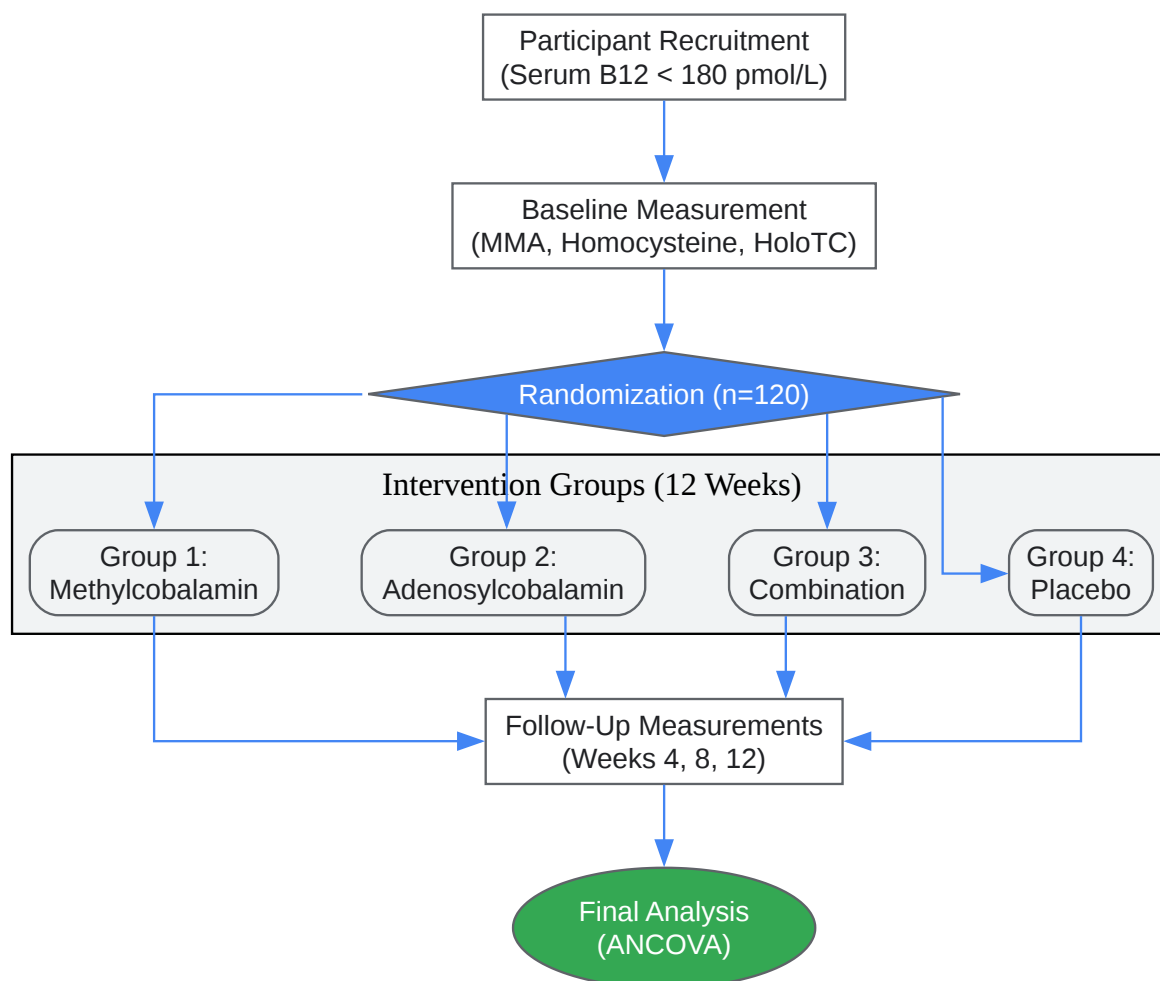 Participant Recruitment
(Serum B12 < 180 pmol/L)
Baseline Measurement
(MMA, Homocysteine, HoloTC)
Randomization (n=120)
Intervention Groups (12 Weeks)
Group 1:
Methylcobalamin
Group 2:
Adenosylcobalamin
Group 3:
Combination
Group 4:
Placebo
Follow-Up Measurements
(Weeks 4, 8, 12)
Final Analysis
(ANCOVA)